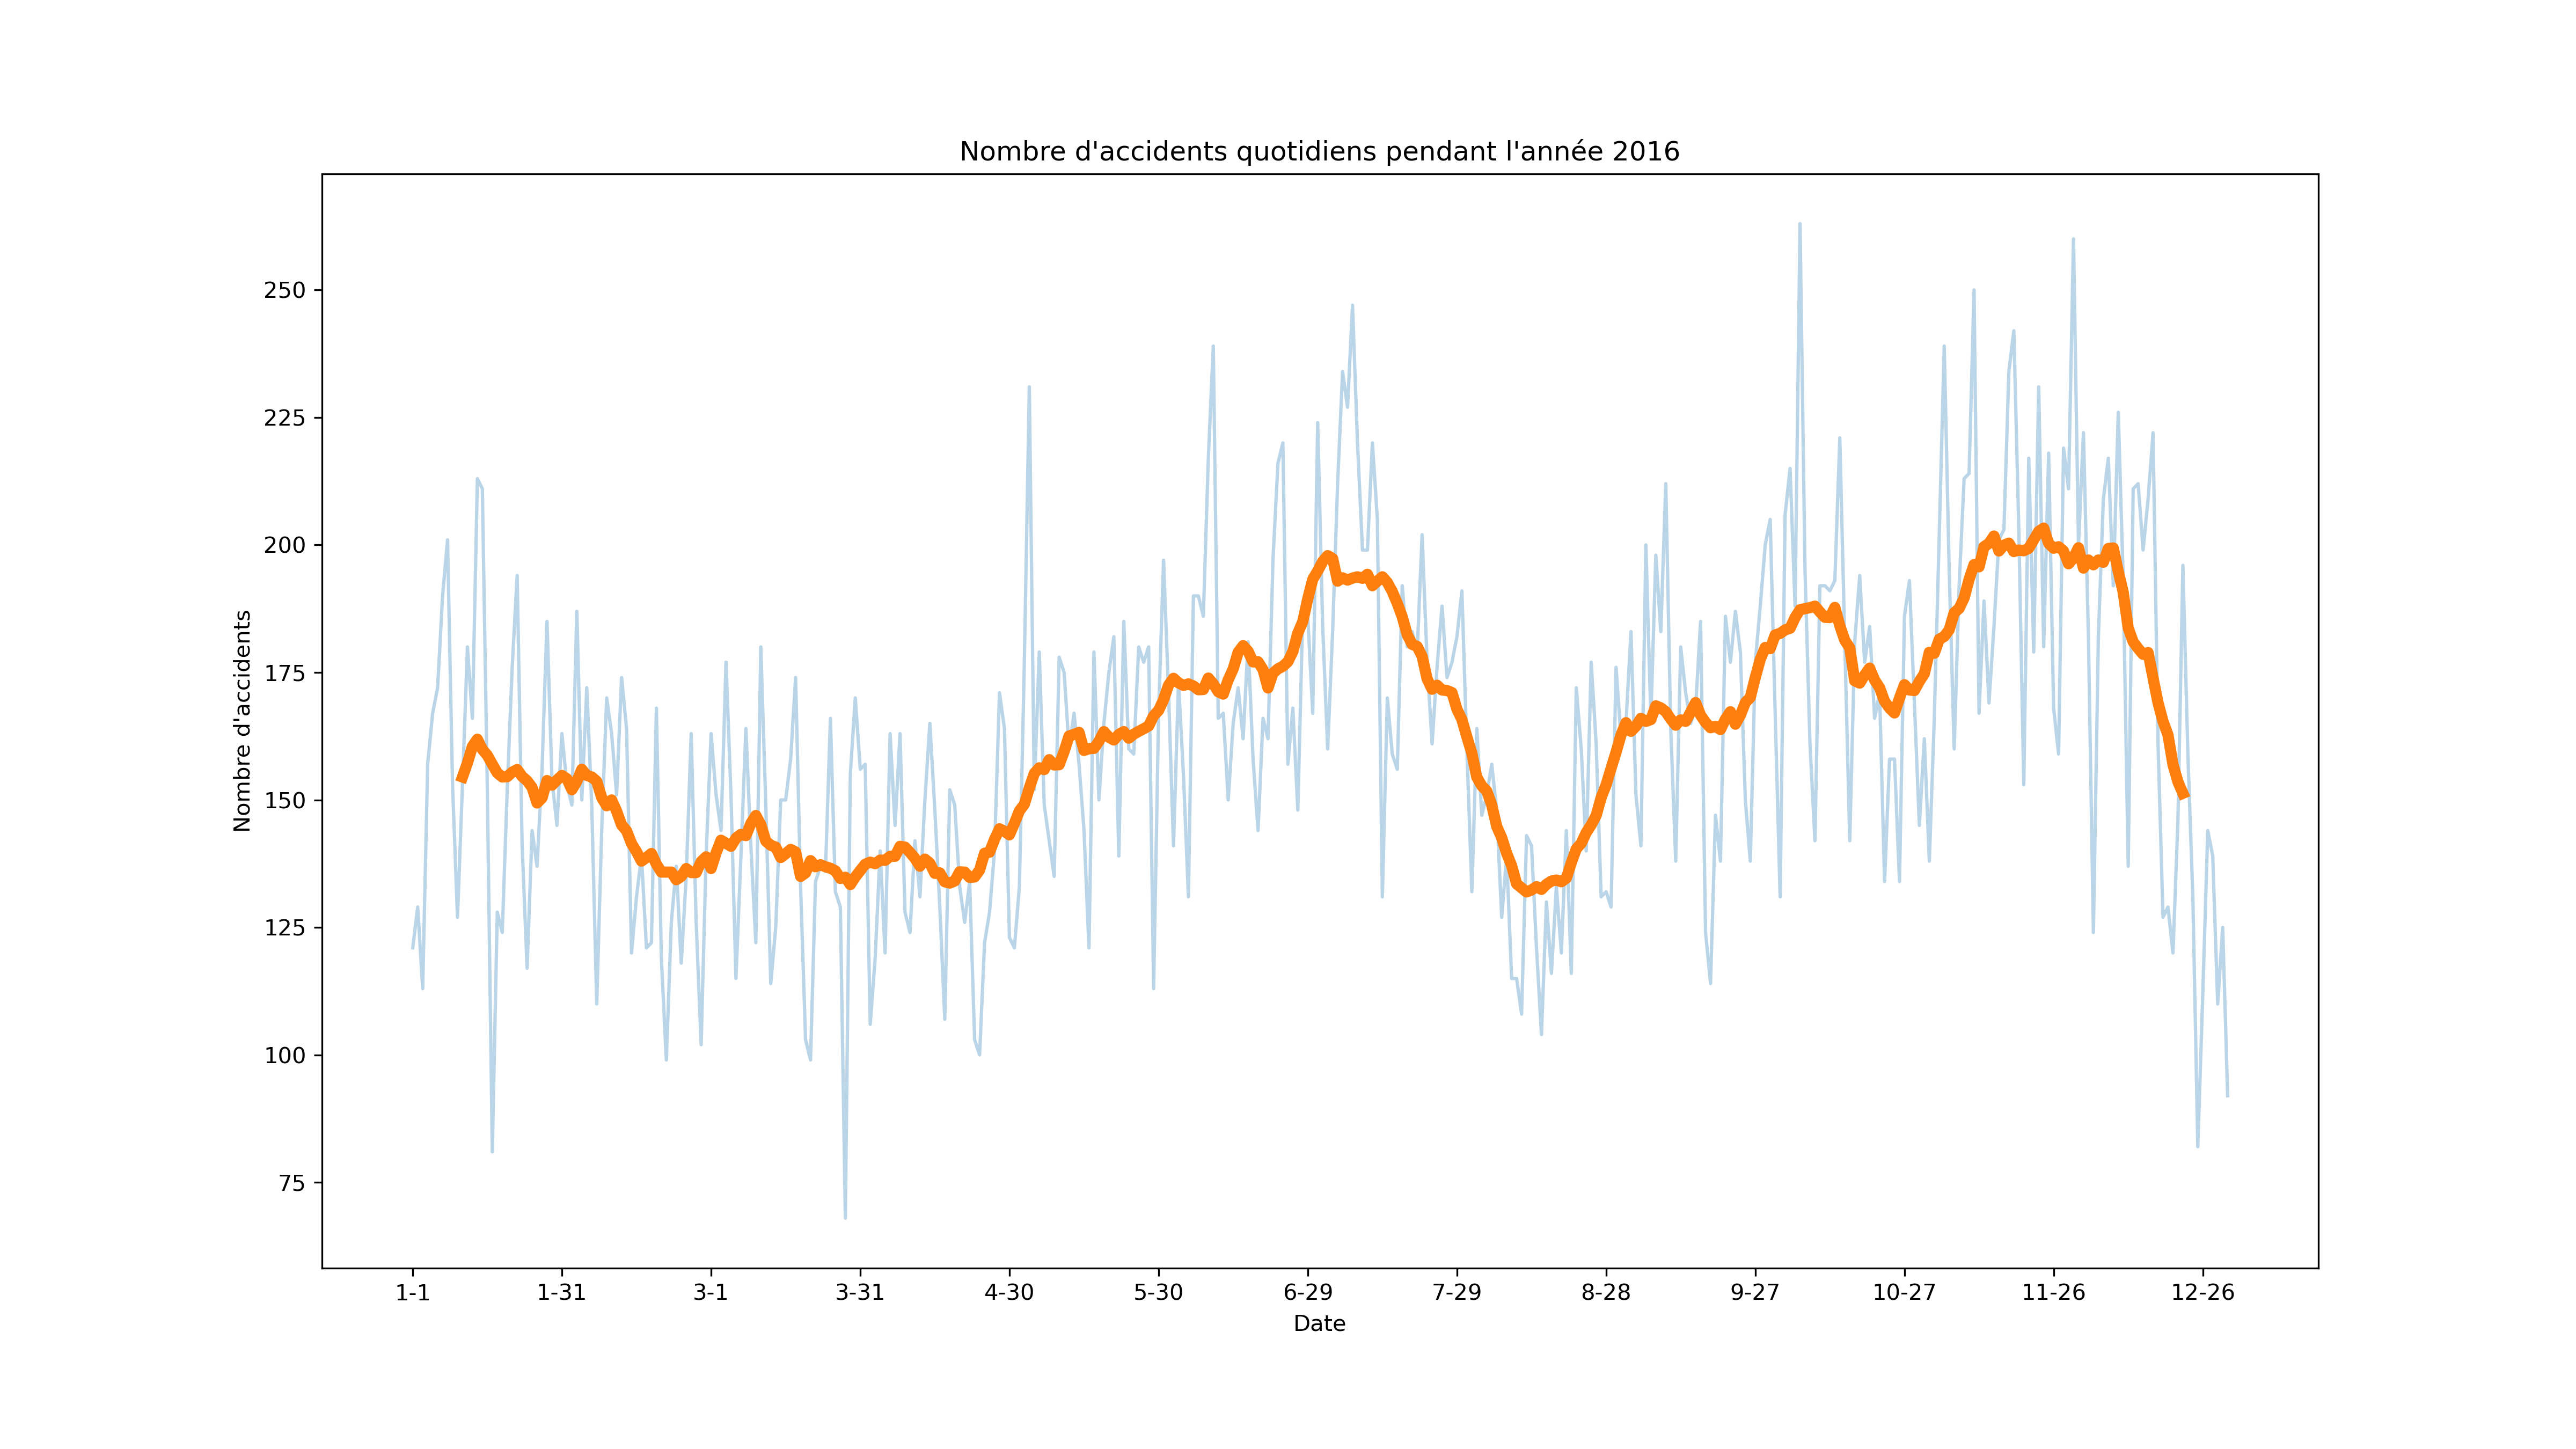 Nombre d'accidents quotidiens pendant l'année 2016
Nombre d'accidents
250
225
200
175
150
125
100
75
1-1 1-31 3-1 3-31 4-30 5-30 6-29 7-29 8-28 9-27 10-27 11-26 12-26
Date